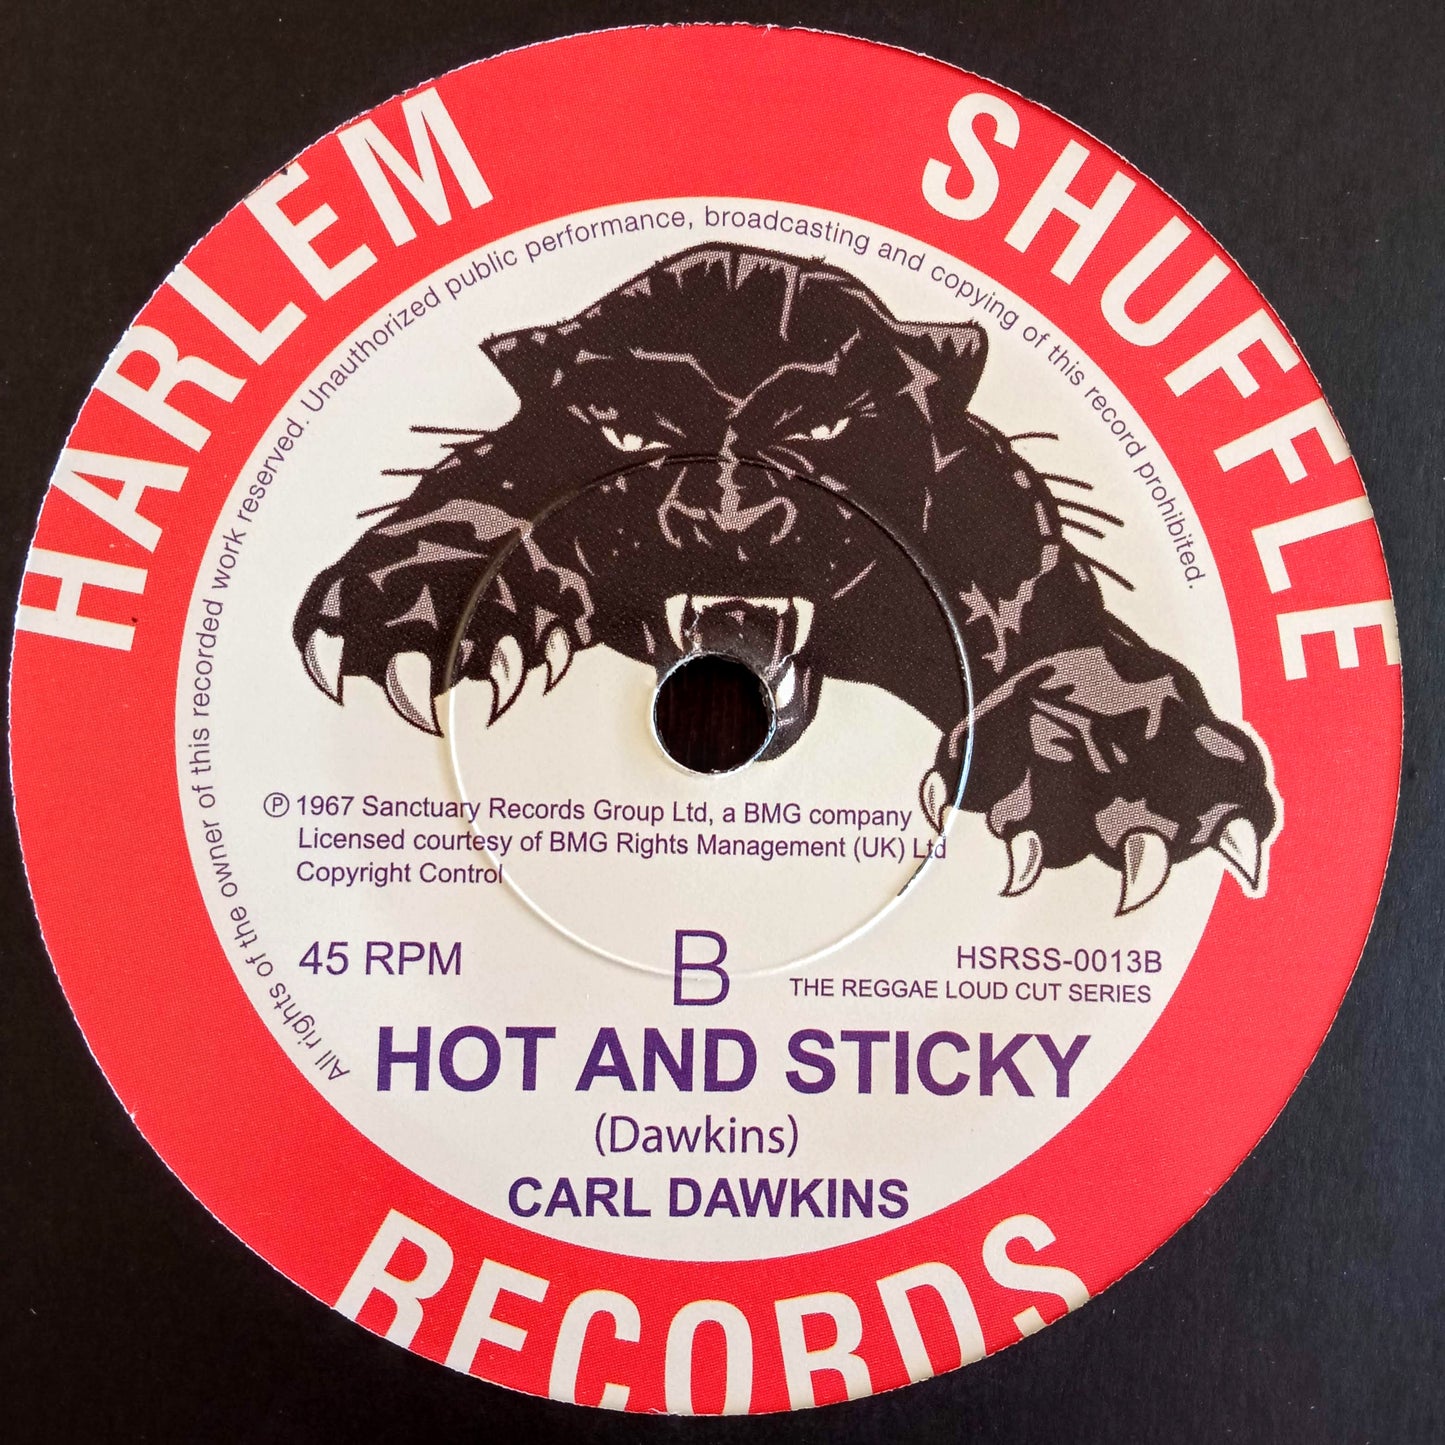 HARLEM SHUFFLE
All rights of the owner of this recorded work reserved. Unauthorized public performance, broadcasting and copying of this record prohibited.
℗ 1967 Sanctuary Records Group Ltd, a BMG company
Licensed courtesy of BMG Rights Management (UK) Ltd
Copyright Control
45 RPM
B
HSRSS-0013B
THE REGGAE LOUD CUT SERIES
HOT AND STICKY
(Dawkins)
CARL DAWKINS
RECORDS